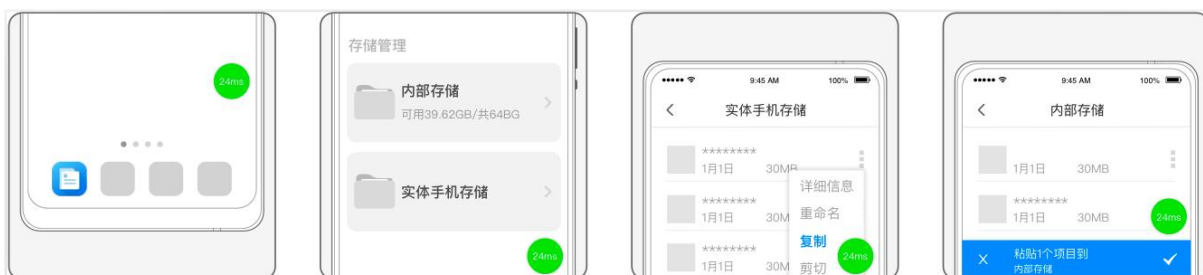 24ms
存储管理
内部存储
可用39.62GB/共64BG
实体手机存储
24ms
9:45 AM
100%
实体手机存储
********
1月1日 30MB
********
1月1日 30M
********
1月1日 30M
详细信息
重命名
复制
剪切
24ms
9:45 AM
100%
内部存储
1月1日 30MB
********
1月1日 30MB
24ms
粘贴1个项目到
内部存储